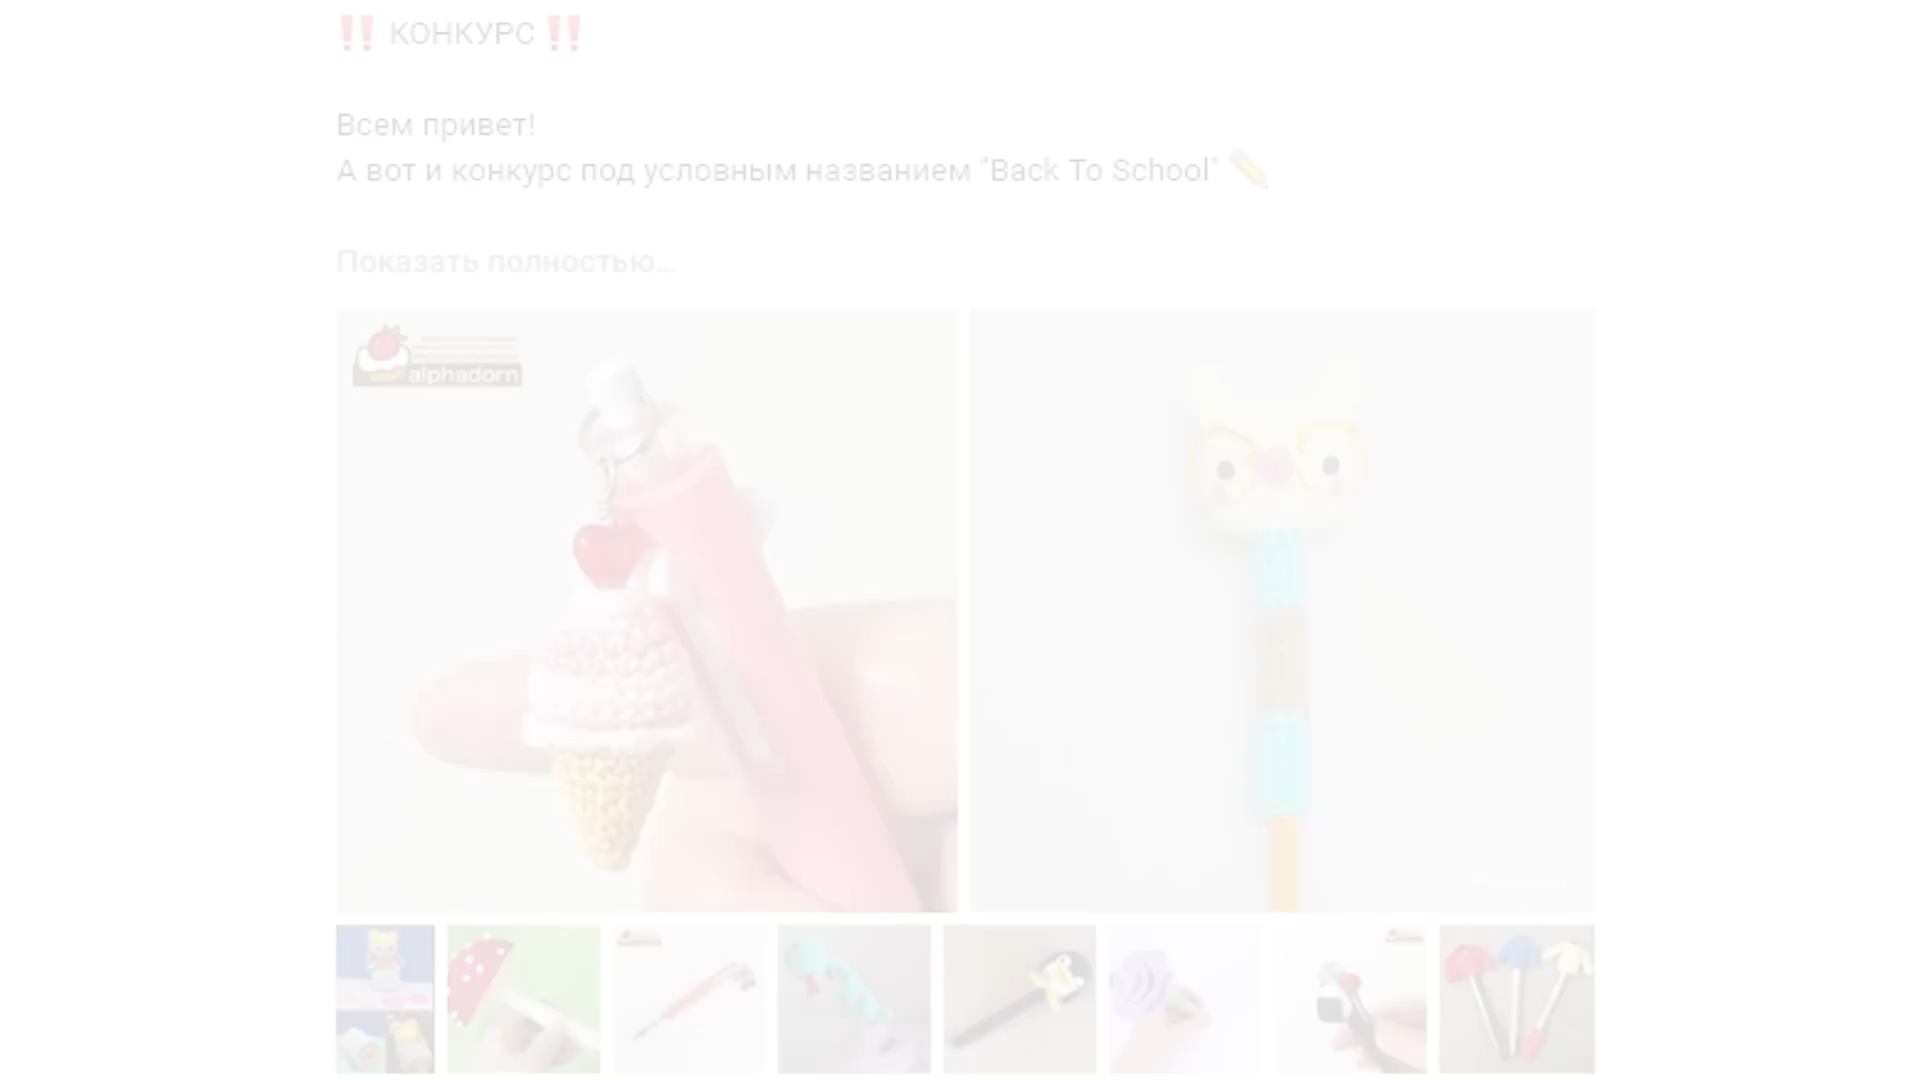 ‼️ КОНКУРС ‼️
Всем привет!
А вот и конкурс под условным названием "Back To School" ✏️
Показать полностью...
alphadorn